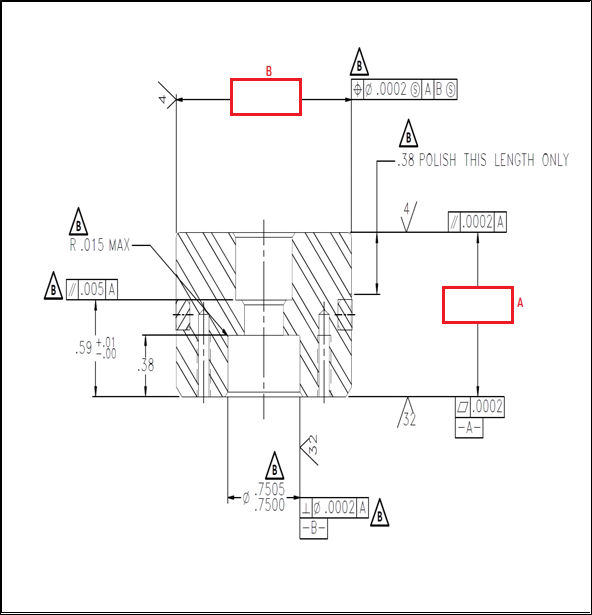 B
B
4
⌖ Ø .0002 Ⓢ A B Ⓢ
B
.38 POLISH THIS LENGTH ONLY
4
// .0002 A
B
R .015 MAX
B
// .005 A
A
.59 +.01
-.00
.38
32
⏥ .0002
-A-
32
B
Ø .7505
.7500
⊥ Ø .0002 A
B
-B-